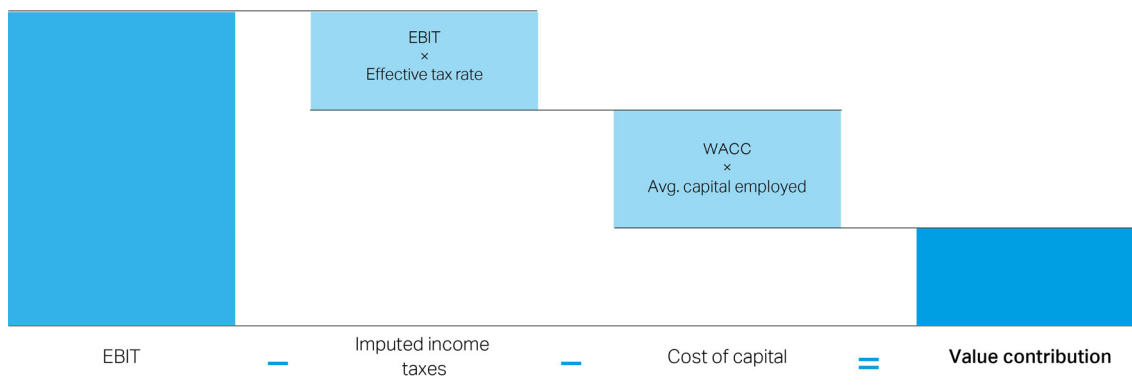 EBIT
×
Effective tax rate
WACC
×
Avg. capital employed
EBIT
–
Imputed income
taxes
–
Cost of capital
=
Value contribution